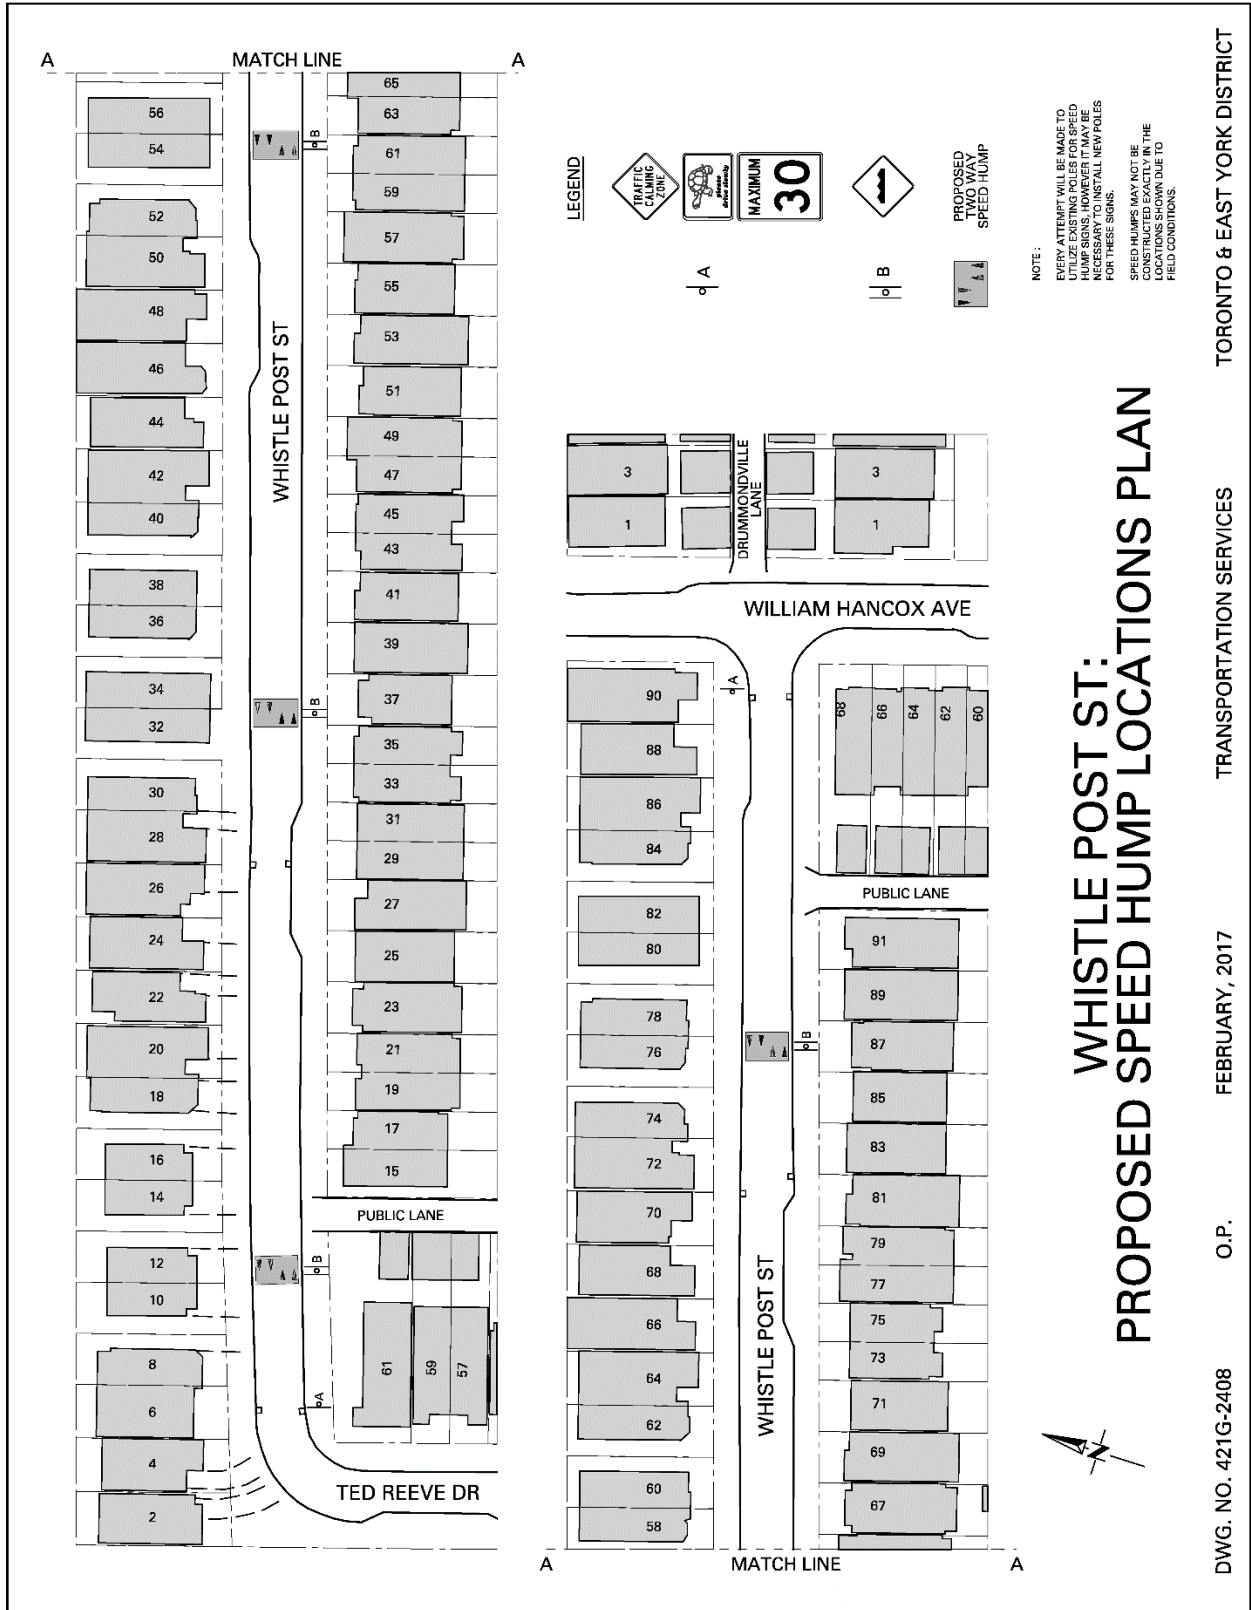 A
MATCH LINE
A
56
54
52
50
48
46
44
42
40
38
36
34
32
30
28
26
24
22
20
18
16
14
12
10
8
6
4
2
WHISTLE POST ST
B
B
B
A
65
63
61
59
57
55
53
51
49
47
45
43
41
39
37
35
33
31
29
27
25
23
21
19
17
15
PUBLIC LANE
61
59
57
TED REEVE DR
LEGEND
TRAFFIC
CALMING
ZONE
please
drive slowly
MAXIMUM
30
A
B
PROPOSED
TWO WAY
SPEED HUMP
NOTE :
EVERY ATTEMPT WILL BE MADE TO
UTILIZE EXISTING POLES FOR SPEED
HUMP SIGNS, HOWEVER IT MAY BE
NECESSARY TO INSTALL NEW POLES
FOR THESE SIGNS.
SPEED HUMPS MAY NOT BE
CONSTRUCTED EXACTLY IN THE
LOCATIONS SHOWN DUE TO
FIELD CONDITIONS.
3
1
DRUMMONDVILLE
LANE
3
1
WILLIAM HANCOX AVE
90
88
86
84
82
80
78
76
74
72
70
68
66
64
62
60
58
A
B
WHISTLE POST ST
68
66
64
62
60
PUBLIC LANE
91
89
87
85
83
81
79
77
75
73
71
69
67
A
MATCH LINE
A
N
WHISTLE POST ST:
PROPOSED SPEED HUMP LOCATIONS PLAN
DWG. NO. 421G-2408
O.P.
FEBRUARY, 2017
TRANSPORTATION SERVICES
TORONTO & EAST YORK DISTRICT